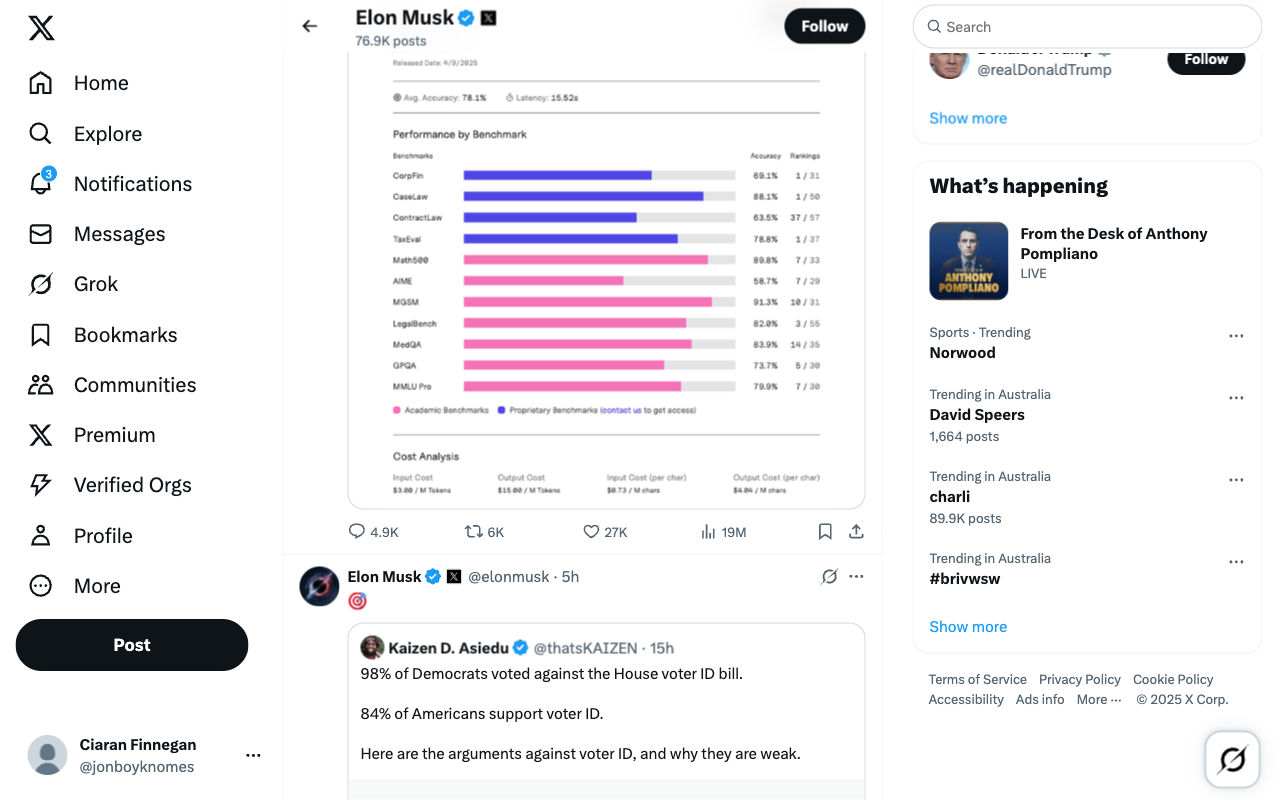 Home
Explore
3
Notifications
Messages
Grok
Bookmarks
Communities
Premium
Verified Orgs
Profile
More
Post
Ciaran Finnegan
@jonboyknomes
Elon Musk
76.9K posts
Follow
Released Date: 4/9/2025
Avg. Accuracy: 78.1% Latency: 15.52s
Performance by Benchmark
Benchmarks Accuracy Rankings
CorpFin 69.1% 1 / 31
CaseLaw 88.1% 1 / 50
ContractLaw 63.5% 37 / 57
TaxEval 78.8% 1 / 37
Math500 89.8% 7 / 33
AIME 58.7% 7 / 29
MGSM 91.3% 10 / 31
LegalBench 82.0% 3 / 55
MedQA 83.9% 14 / 35
GPQA 73.7% 5 / 30
MMLU Pro 79.9% 7 / 30
Academic Benchmarks Proprietary Benchmarks (contact us to get access)
Cost Analysis
Input Cost Output Cost Input Cost (per char) Output Cost (per char)
$3.00 / M Tokens $15.00 / M Tokens $0.73 / M chars $4.04 / M chars
4.9K 6K 27K 19M
Elon Musk @elonmusk · 5h
Kaizen D. Asiedu @thatsKAIZEN · 15h
98% of Democrats voted against the House voter ID bill.
84% of Americans support voter ID.
Here are the arguments against voter ID, and why they are weak.
Search
@realDonaldTrump
Follow
Show more
What's happening
From the Desk of Anthony
Pompliano
LIVE
ANTHONY
POMPLIANO
Sports · Trending
Norwood
Trending in Australia
David Speers
1,664 posts
Trending in Australia
charli
89.9K posts
Trending in Australia
#brivwsw
Show more
Terms of Service Privacy Policy Cookie Policy
Accessibility Ads info More ··· © 2025 X Corp.